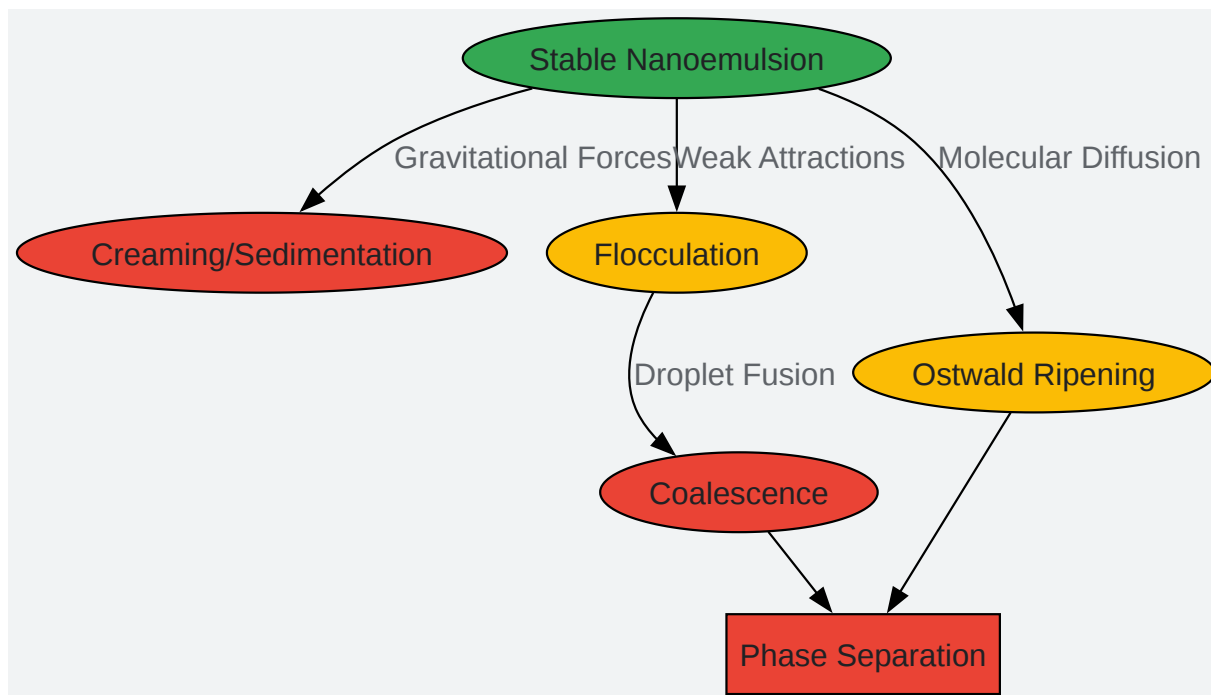 Stable Nanoemulsion
Gravitational Forces
Weak Attractions
Molecular Diffusion
Creaming/Sedimentation
Flocculation
Droplet Fusion
Ostwald Ripening
Coalescence
Phase Separation